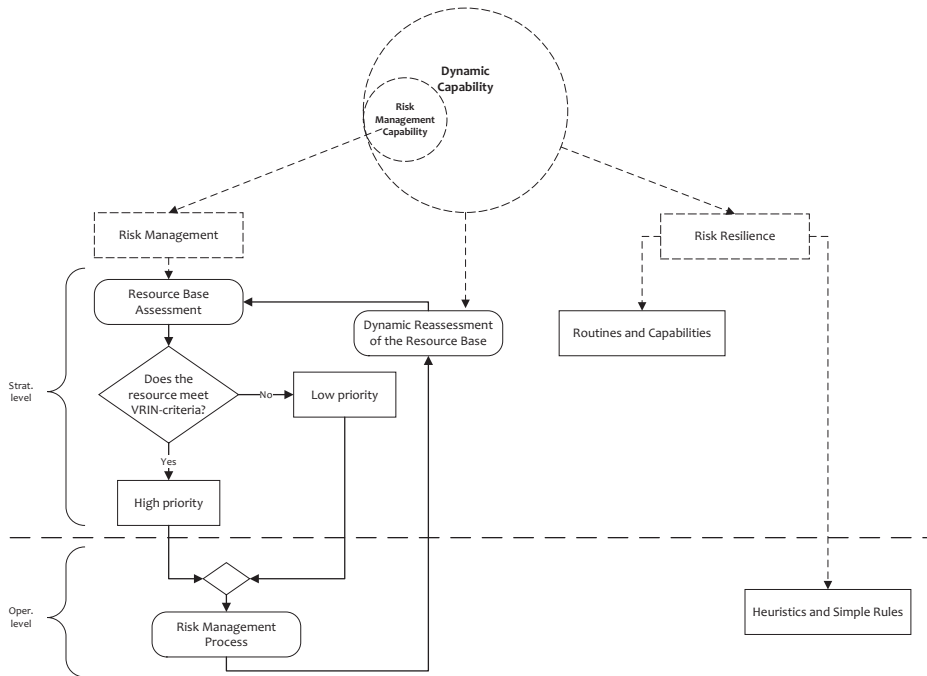 Dynamic
Capability
Risk
Management
Capability
Risk Management
Risk Resilience
Resource Base
Assessment
Dynamic Reassessment
of the Resource Base
Routines and Capabilities
Does the
resource meet
VRIN-criteria?
No
Low priority
Strat.
level
Yes
High priority
Oper.
level
Risk Management
Process
Heuristics and Simple Rules